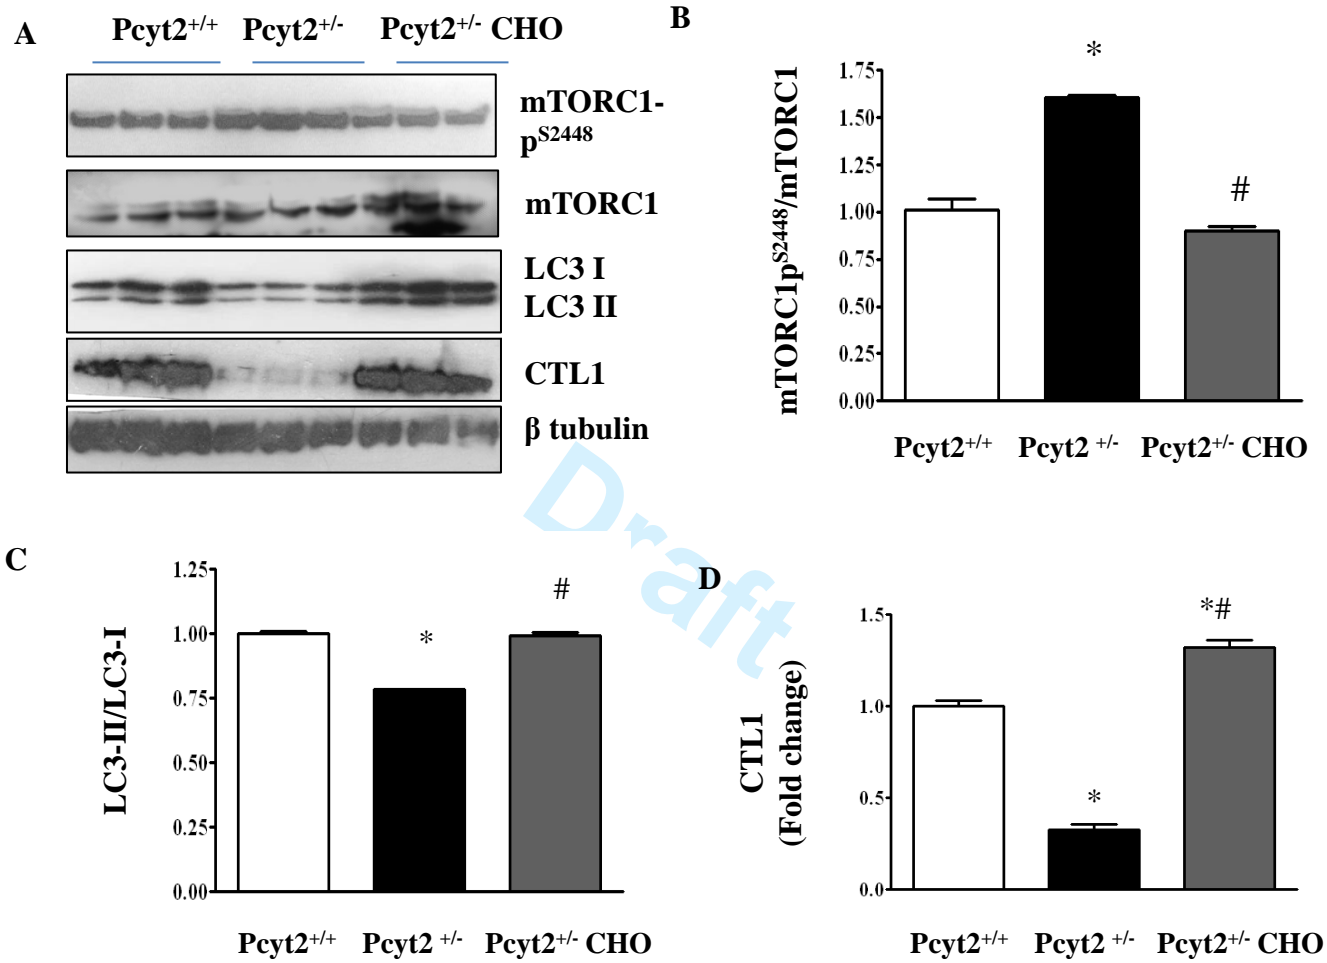 A
Pcyt2+/+ Pcyt2+/- Pcyt2+/- CHO
mTORC1-
pS2448
mTORC1
LC3 I
LC3 II
CTL1
β tubulin
B
mTORC1pS2448/mTORC1
1.75
1.50
1.25
1.00
0.75
0.50
0.25
0.00
*
#
Pcyt2+/+ Pcyt2 +/- Pcyt2+/- CHO
Draft
C
LC3-II/LC3-I
1.25
1.00
0.75
0.50
0.25
0.00
*
#
Pcyt2+/+ Pcyt2 +/- Pcyt2+/- CHO
D
CTL1
(Fold change)
1.5
1.0
0.5
0.0
*
*#
Pcyt2+/+ Pcyt2 +/- Pcyt2+/- CHO